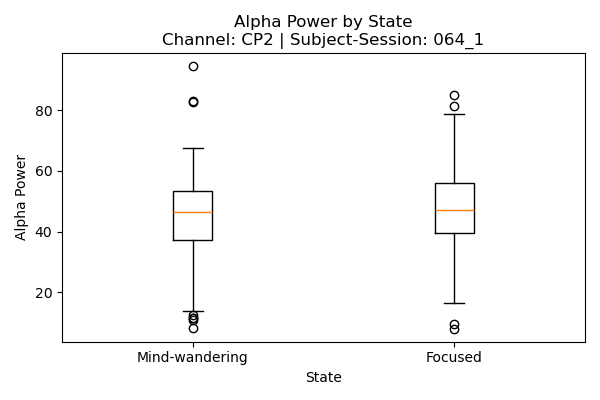 Alpha Power by State
Channel: CP2 | Subject-Session: 064_1
Alpha Power
80
60
40
20
Mind-wandering
Focused
State